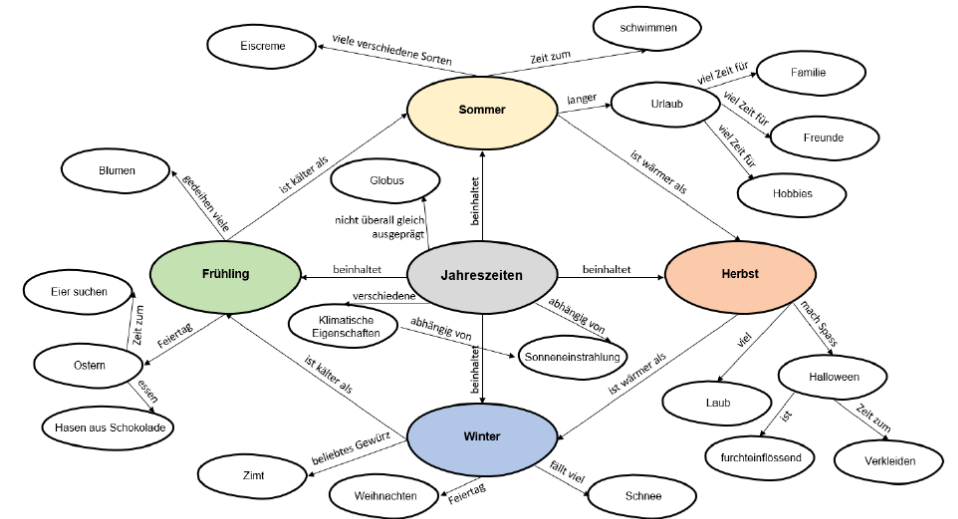 schwimmen
Eiscreme
viele verschiedene Sorten
Zeit zum
Sommer
langer
Urlaub
viel Zeit für
Familie
viel Zeit für
Freunde
viel Zeit für
Hobbies
Blumen
gedeihen viele
ist kälter als
Globus
nicht überall gleich
ausgeprägt
beinhaltet
ist wärmer als
Frühling
beinhaltet
Jahreszeiten
beinhaltet
Herbst
Eier suchen
Zeit zum
Feiertag
Ostern
essen
Hasen aus Schokolade
verschiedene
Klimatische
Eigenschaften
abhängig von
abhängig von
Sonneneinstrahlung
beinhaltet
ist kälter als
ist wärmer als
viel
mach Spass
Laub
Halloween
ist
Zeit zum
furchteinflössend
Verkleiden
Winter
beliebtes Gewürz
Zimt
Feiertag
Weihnachten
fällt viel
Schnee